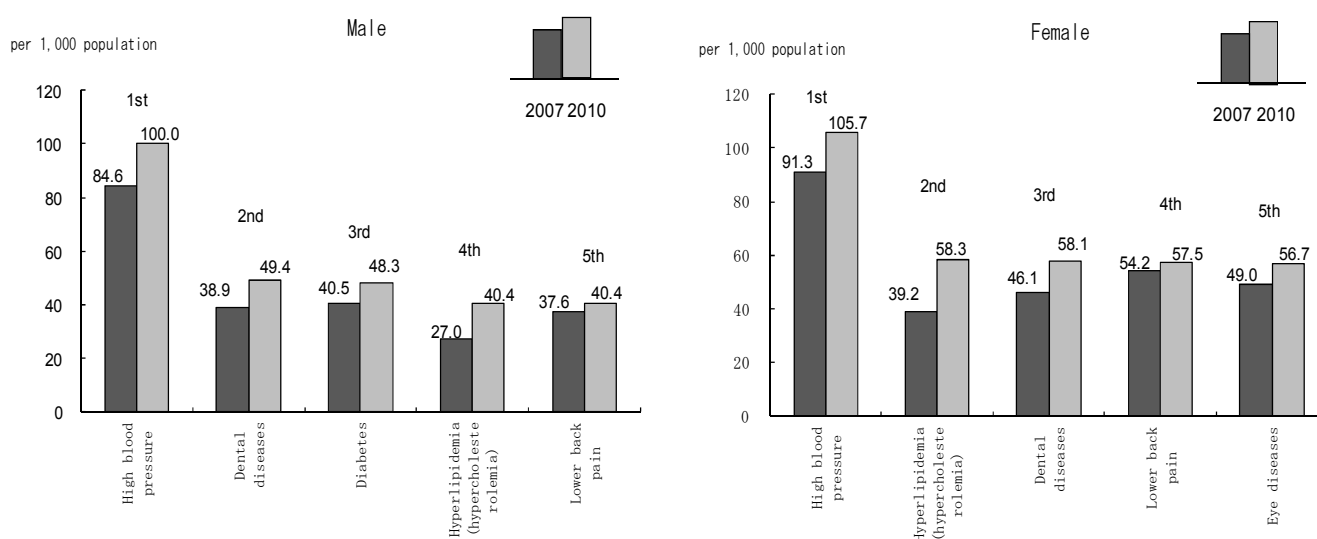 Male
per 1,000 population
2007 2010
120
100
80
60
40
20
0
1st
84.6
100.0
2nd
38.9
49.4
3rd
40.5
48.3
4th
27.0
40.4
5th
37.6
40.4
High blood
pressure
Dental
diseases
Diabetes
Hyperlipidemia
(hypercholeste
rolemia)
Lower back
pain
Female
per 1,000 population
2007 2010
120
100
80
60
40
20
0
1st
91.3
105.7
2nd
39.2
58.3
3rd
46.1
58.1
4th
54.2
57.5
5th
49.0
56.7
High blood
pressure
Hyperlipidemia
(hypercholeste
rolemia)
Dental
diseases
Lower back
pain
Eye diseases